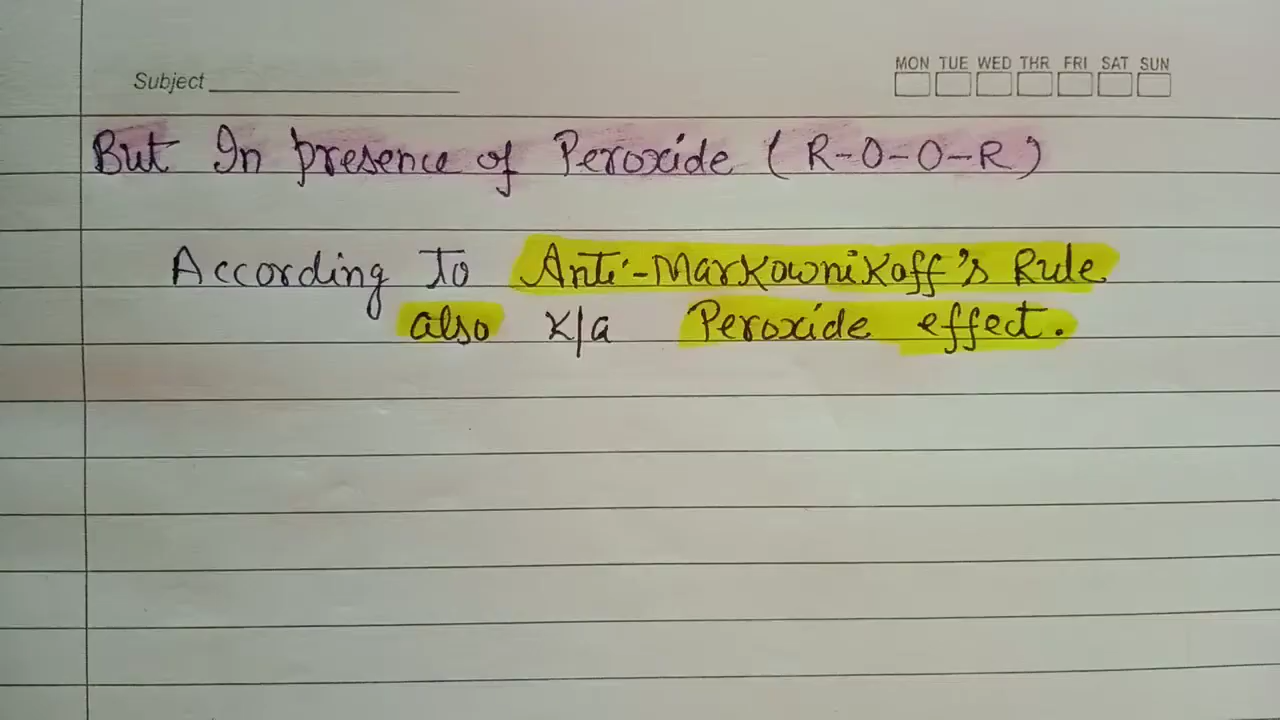 MON TUE WED THR FRI SAT SUN
Subject
But In presence of Peroxide (R-O-O-R)
According To Anti-Markownikoff's Rule
also K/a Peroxide effect.